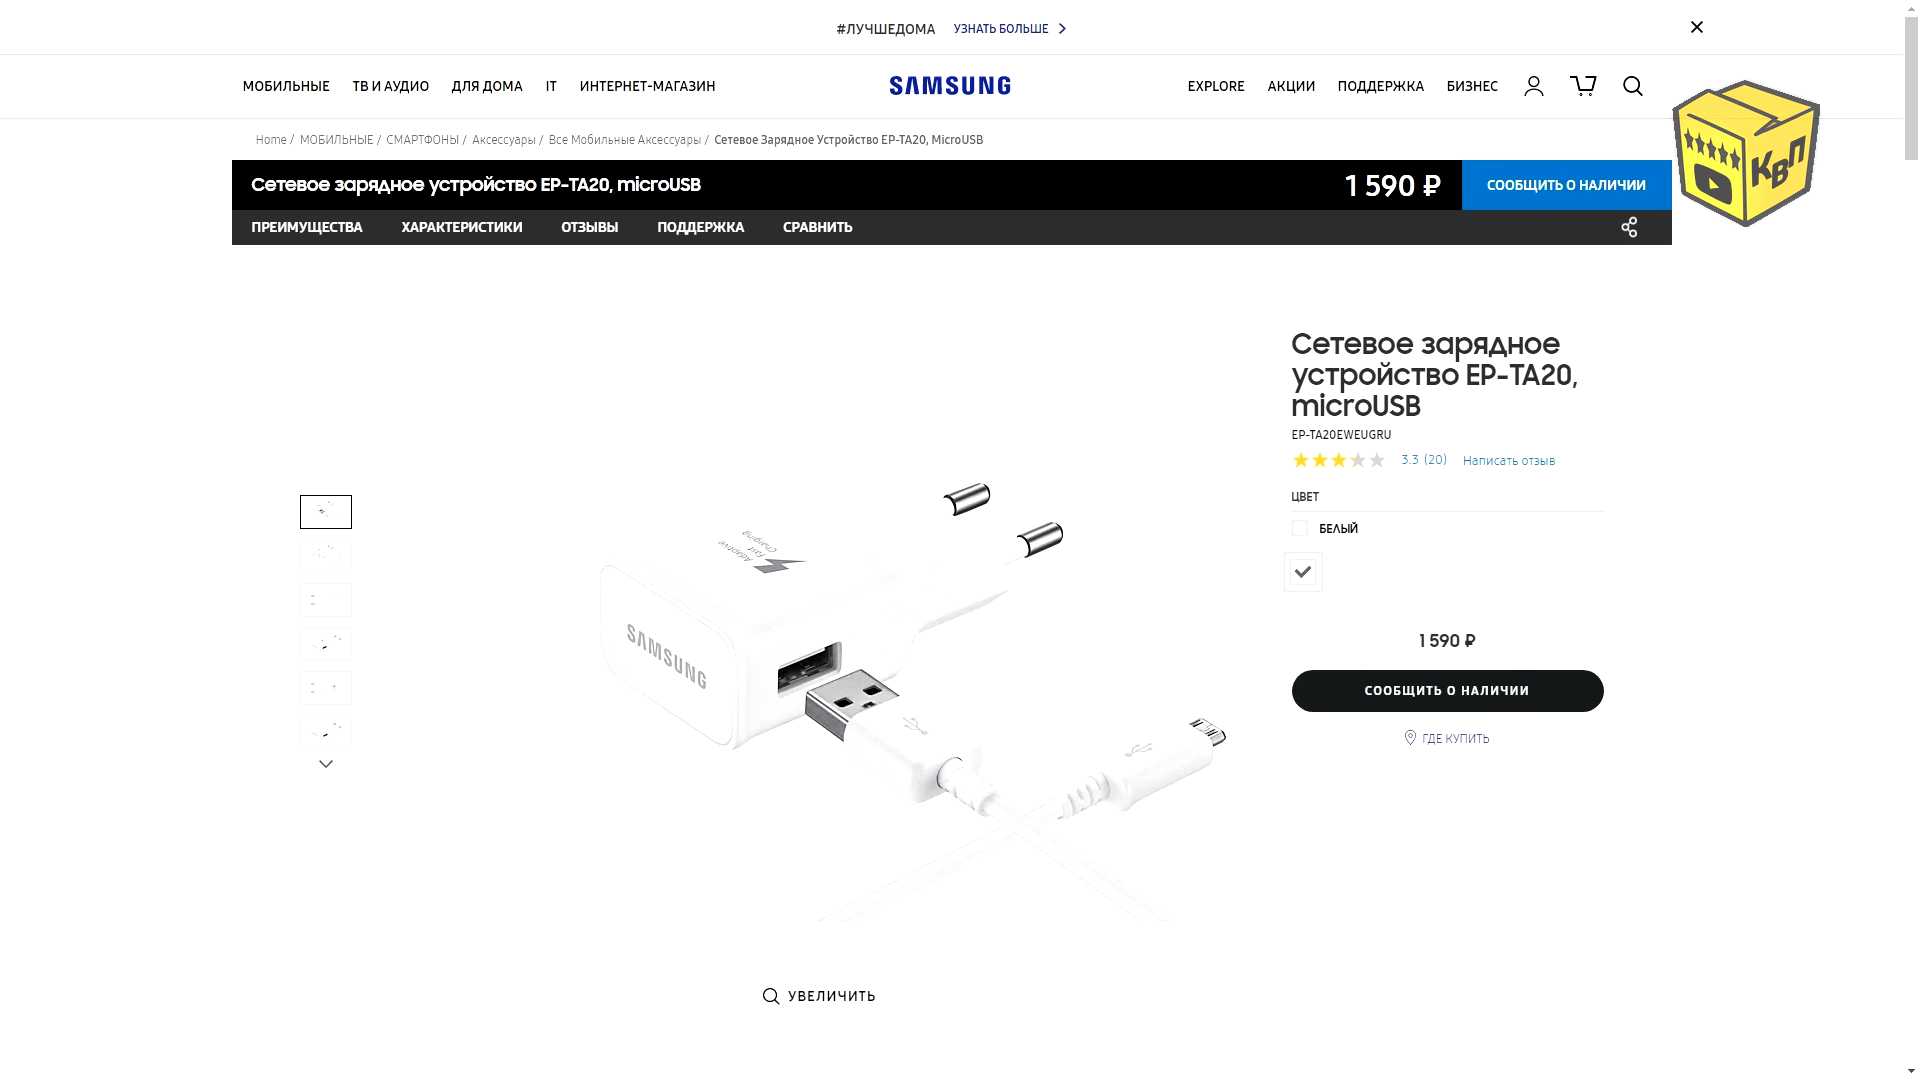 #ЛУЧШЕДОМА УЗНАТЬ БОЛЬШЕ
МОБИЛЬНЫЕ ТВ И АУДИО ДЛЯ ДОМА IT ИНТЕРНЕТ-МАГАЗИН SAMSUNG EXPLORE АКЦИИ ПОДДЕРЖКА БИЗНЕС
Home / МОБИЛЬНЫЕ / СМАРТФОНЫ / Аксессуары / Все Мобильные Аксессуары / Сетевое Зарядное Устройство EP-TA20, MicroUSB
КВП
Сетевое зарядное устройство EP-TA20, microUSB 1 590 ₽ СООБЩИТЬ О НАЛИЧИИ
ПРЕИМУЩЕСТВА ХАРАКТЕРИСТИКИ ОТЗЫВЫ ПОДДЕРЖКА СРАВНИТЬ
Сетевое зарядное
устройство EP-TA20,
microUSB
EP-TA20EWEUGRU
3.3 (20) Написать отзыв
ЦВЕТ
БЕЛЫЙ
Adaptive
Fast
Charging
SAMSUNG
1 590 ₽
СООБЩИТЬ О НАЛИЧИИ
ГДЕ КУПИТЬ
УВЕЛИЧИТЬ